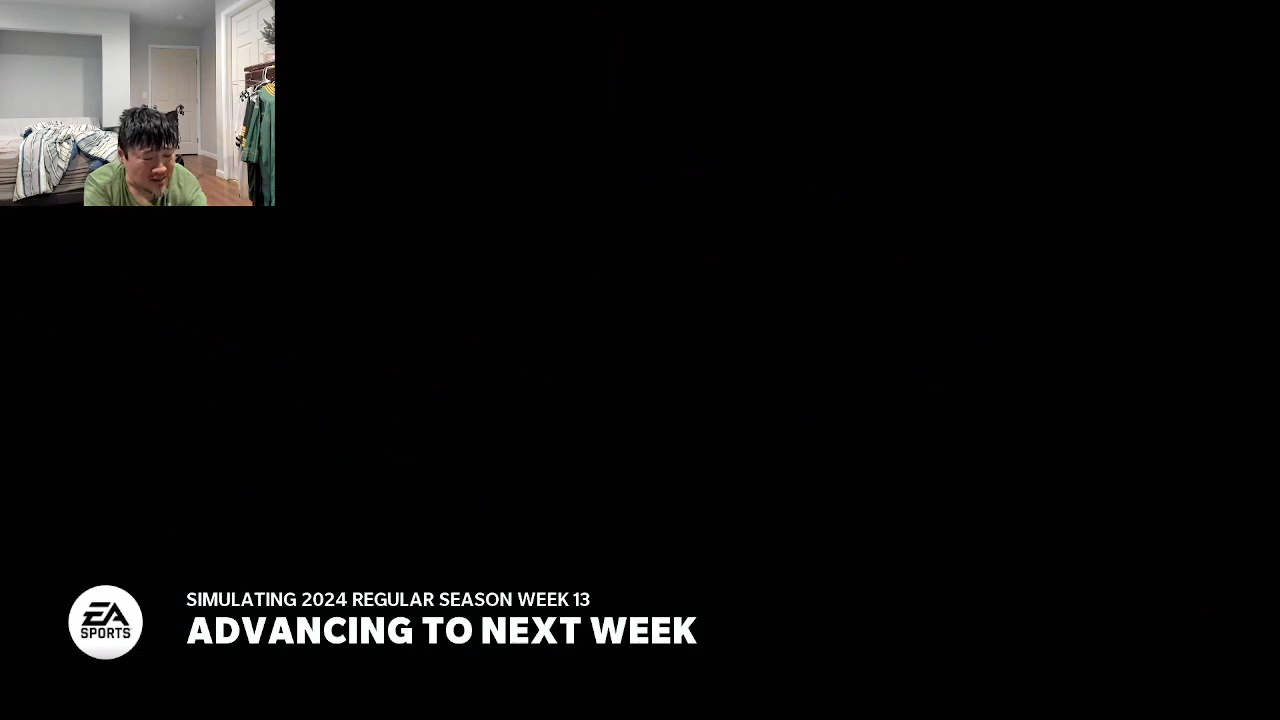 EA
SPORTS
SIMULATING 2024 REGULAR SEASON WEEK 13
ADVANCING TO NEXT WEEK